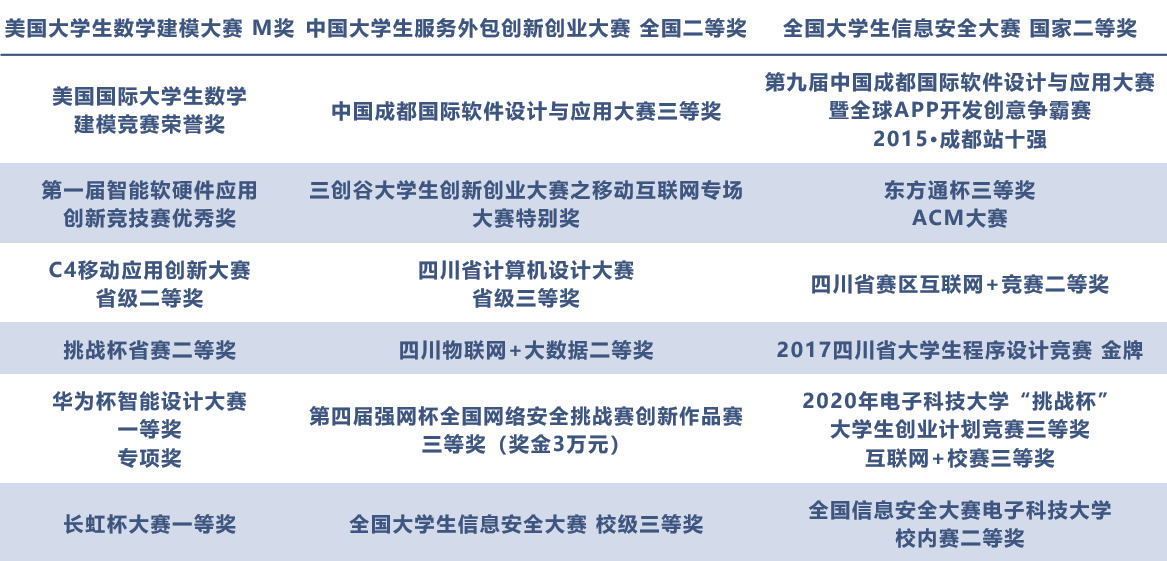 美国大学生数学建模大赛 M奖 中国大学生服务外包创新创业大赛 全国二等奖 全国大学生信息安全大赛 国家二等奖
美国国际大学生数学
建模竞赛荣誉奖
中国成都国际软件设计与应用大赛三等奖
第九届中国成都国际软件设计与应用大赛
暨全球APP开发创意争霸赛
2015·成都站十强
第一届智能软硬件应用
创新竞技赛优秀奖
三创谷大学生创新创业大赛之移动互联网专场
大赛特别奖
东方通杯三等奖
ACM大赛
C4移动应用创新大赛
省级二等奖
四川省计算机设计大赛
省级三等奖
四川省赛区互联网+竞赛二等奖
挑战杯省赛二等奖
四川物联网+大数据二等奖
2017四川省大学生程序设计竞赛 金牌
华为杯智能设计大赛
一等奖
专项奖
第四届强网杯全国网络安全挑战赛创新作品赛
三等奖（奖金3万元）
2020年电子科技大学“挑战杯”
大学生创业计划竞赛三等奖
互联网+校赛三等奖
长虹杯大赛一等奖
全国大学生信息安全大赛 校级三等奖
全国信息安全大赛电子科技大学
校内赛二等奖